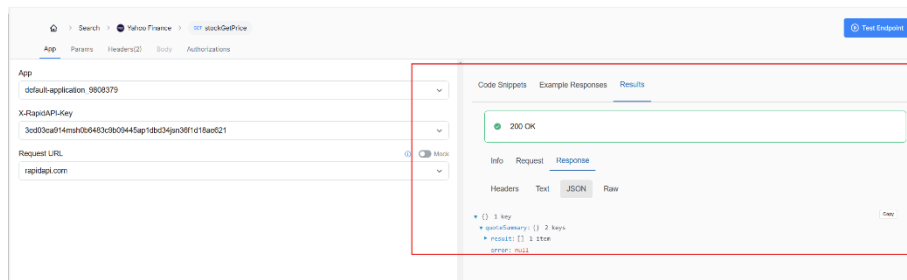 Search > Yahoo Finance > GET stockGetPrice
Test Endpoint
App Params Headers(2) Body Authorizations
App
default-application_9808379
X-RapidAPI-Key
Request URL
Mock
rapidapi.com
Code Snippets Example Responses Results
200 OK
Info Request Response
Headers Text JSON Raw
Copy
{} 1 key
quoteSummary: {} 2 keys
result: [] 1 item
error: null